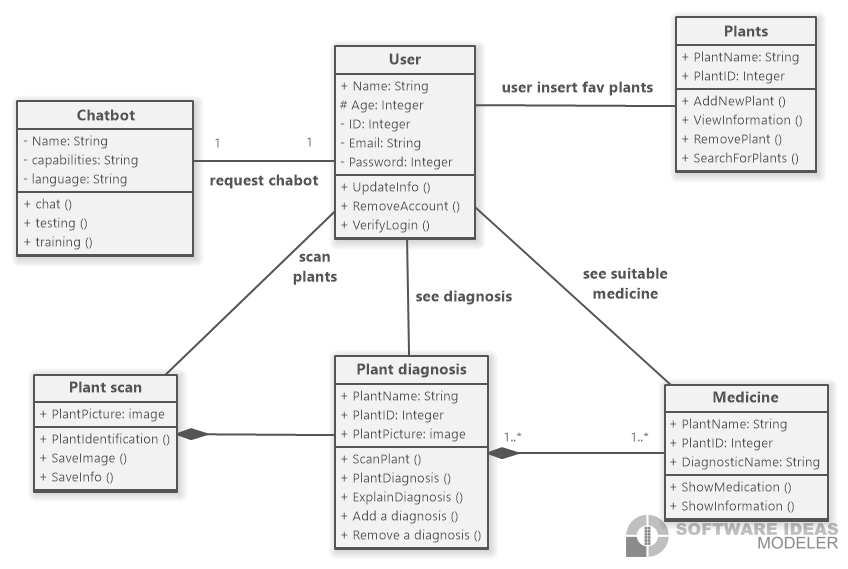 Plants
+ PlantName: String
+ PlantID: Integer
+ AddNewPlant ()
+ ViewInformation ()
+ RemovePlant ()
+ SearchForPlants ()
User
+ Name: String
# Age: Integer
- ID: Integer
- Email: String
- Password: Integer
+ UpdateInfo ()
+ RemoveAccount ()
+ VerifyLogin ()
user insert fav plants
Chatbot
- Name: String
- capabilities: String
- language: String
+ chat ()
+ testing ()
+ training ()
1
1
request chabot
scan
plants
see diagnosis
see suitable
medicine
Plant scan
+ PlantPicture: image
+ PlantIdentification ()
+ SaveImage ()
+ SaveInfo ()
Plant diagnosis
+ PlantName: String
+ PlantID: Integer
+ PlantPicture: image
+ ScanPlant ()
+ PlantDiagnosis ()
+ ExplainDiagnosis ()
+ Add a diagnosis ()
+ Remove a diagnosis ()
1..*
1..*
Medicine
+ PlantName: String
+ PlantID: Integer
+ DiagnosticName: String
+ ShowMedication ()
+ ShowInformation ()
SOFTWARE IDEAS
MODELER